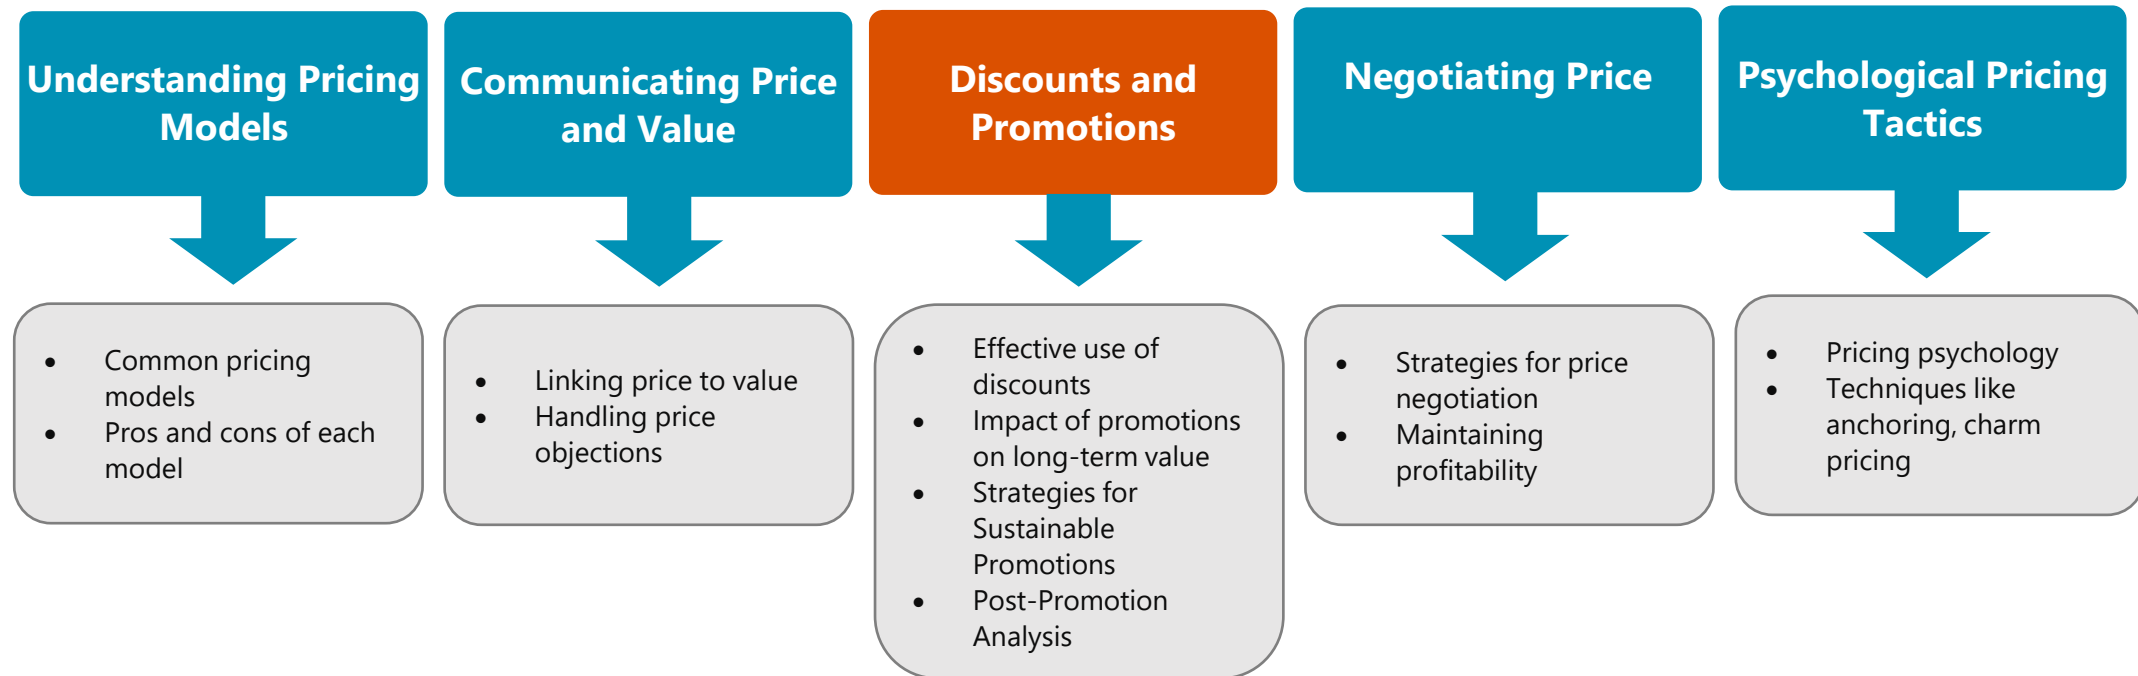 Understanding Pricing
Models
Communicating Price
and Value
Discounts and
Promotions
Negotiating Price
Psychological Pricing
Tactics
• Common pricing
models
• Pros and cons of each
model
• Linking price to value
• Handling price
objections
• Effective use of
discounts
• Impact of promotions
on long-term value
• Strategies for
Sustainable
Promotions
• Post-Promotion
Analysis
• Strategies for price
negotiation
• Maintaining
profitability
• Pricing psychology
• Techniques like
anchoring, charm
pricing